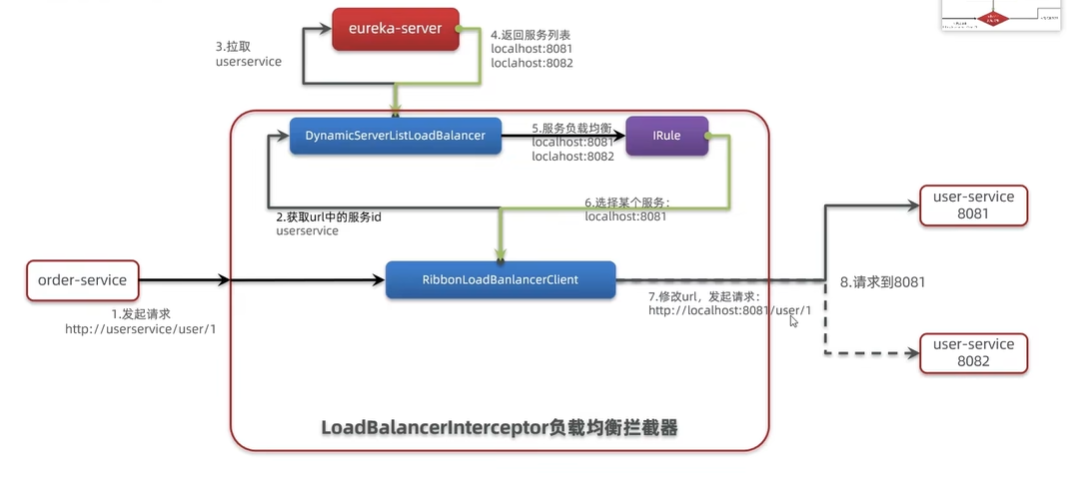 eureka-server
3.拉取
userservice
4.返回服务列表
localhost:8081
loclahost:8082
DynamicServerListLoadBalancer
5.服务负载均衡
localhost:8081
loclahost:8082
IRule
2.获取url中的服务id
userservice
6.选择某个服务：
localhost:8081
user-service
8081
order-service
RibbonLoadBanlancerClient
1.发起请求
http://userservice/user/1
7.修改url，发起请求：
http://localhost:8081/user/1
8.请求到8081
user-service
8082
LoadBalancerInterceptor负载均衡拦截器